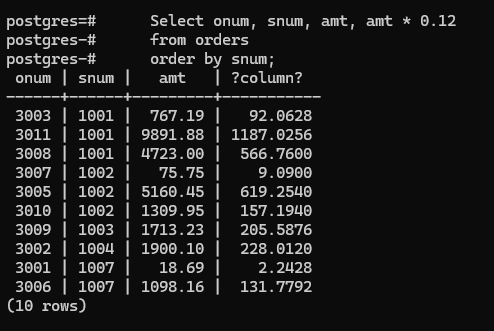 postgres=#      Select onum, snum, amt, amt * 0.12
postgres-#      from orders
postgres-#      order by snum;
 onum | snum |   amt   | ?column?
------+------+---------+-----------
 3003 | 1001 |  767.19 |   92.0628
 3011 | 1001 | 9891.88 | 1187.0256
 3008 | 1001 | 4723.00 |  566.7600
 3007 | 1002 |   75.75 |    9.0900
 3005 | 1002 | 5160.45 |  619.2540
 3010 | 1002 | 1309.95 |  157.1940
 3009 | 1003 | 1713.23 |  205.5876
 3002 | 1004 | 1900.10 |  228.0120
 3001 | 1007 |   18.69 |    2.2428
 3006 | 1007 | 1098.16 |  131.7792
(10 rows)